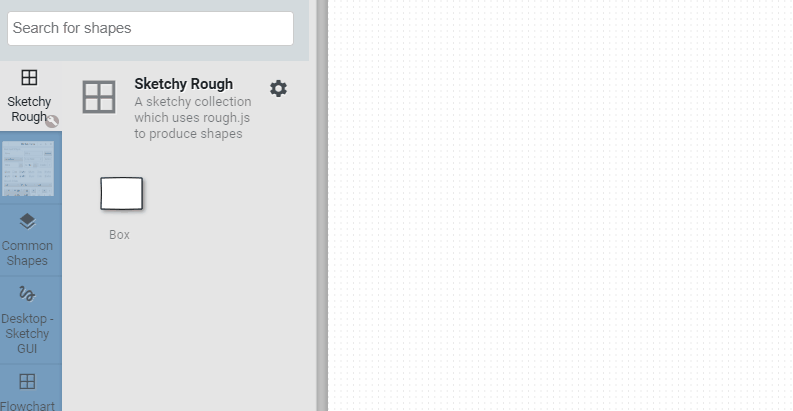 Search for shapes
Sketchy
Rough
Sketchy Rough
A sketchy collection
which uses rough.js
to produce shapes
Box
Common
Shapes
Desktop -
Sketchy
GUI
Flowchart